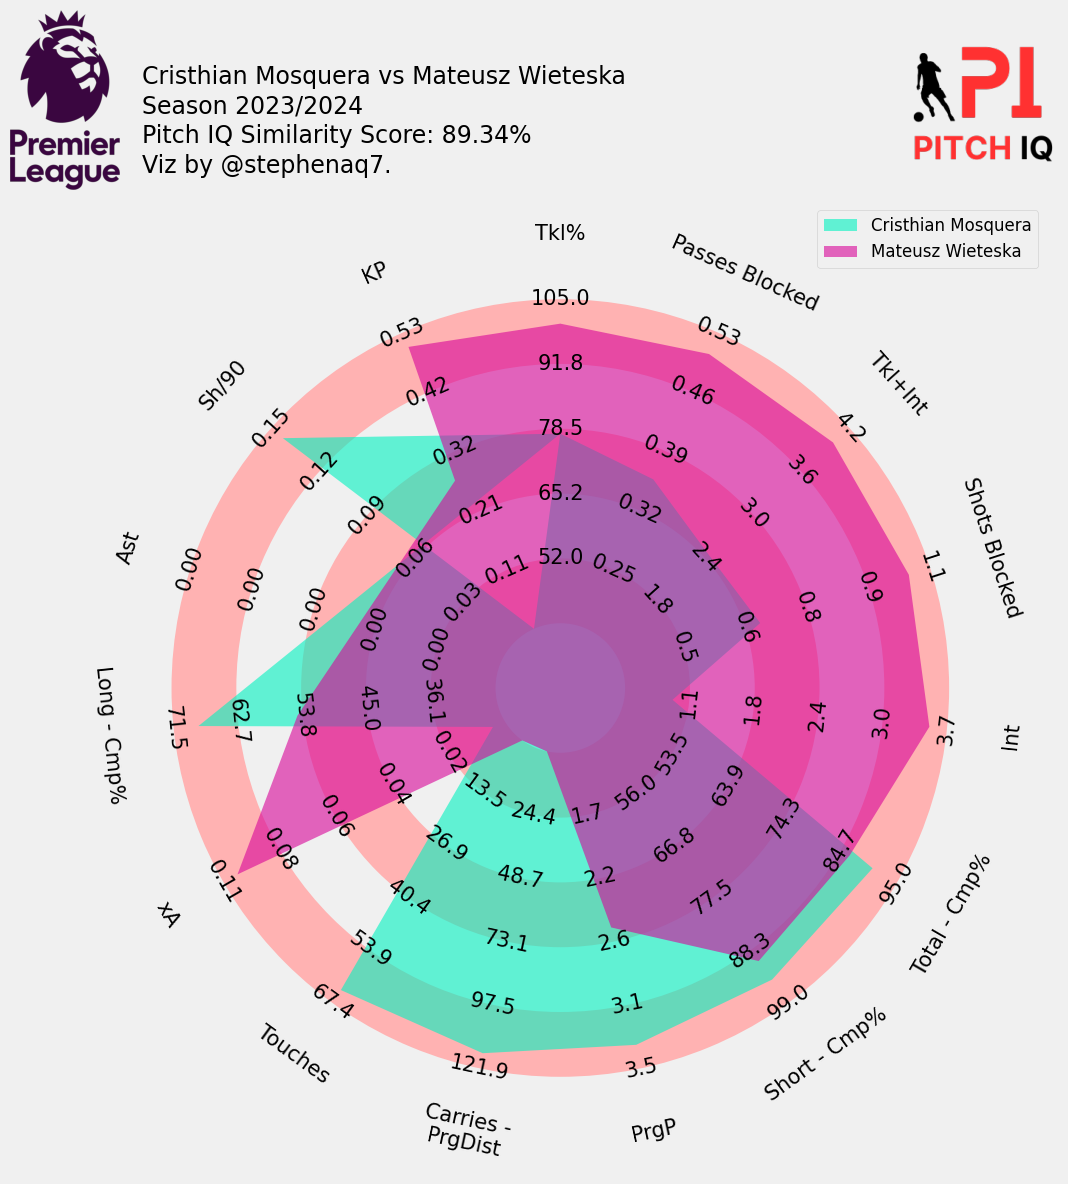 Cristhian Mosquera vs Mateusz Wieteska
Season 2023/2024
Pitch IQ Similarity Score: 89.34%
Viz by @stephenaq7.
Premier
League
PI
PITCH IQ
Cristhian Mosquera
Mateusz Wieteska
Tkl%
105.0
91.8
78.5
65.2
52.0
Passes Blocked
0.53
0.46
0.39
0.32
0.25
Tkl+Int
4.2
3.6
3.0
2.4
1.8
Shots Blocked
1.1
0.9
0.8
0.6
0.5
Int
3.7
3.0
2.4
1.8
1.1
Total - Cmp%
95.0
84.7
74.3
63.9
53.5
Short - Cmp%
99.0
88.3
77.5
66.8
56.0
PrgP
3.5
3.1
2.6
2.2
1.7
Carries -
PrgDist
121.9
97.5
73.1
48.7
24.4
Touches
67.4
53.9
40.4
26.9
13.5
xA
0.11
0.08
0.06
0.04
0.02
Long - Cmp%
71.5
62.7
53.8
45.0
36.1
Ast
0.00
0.00
0.00
0.00
0.00
Sh/90
0.15
0.12
0.09
0.06
0.03
KP
0.53
0.42
0.32
0.21
0.11